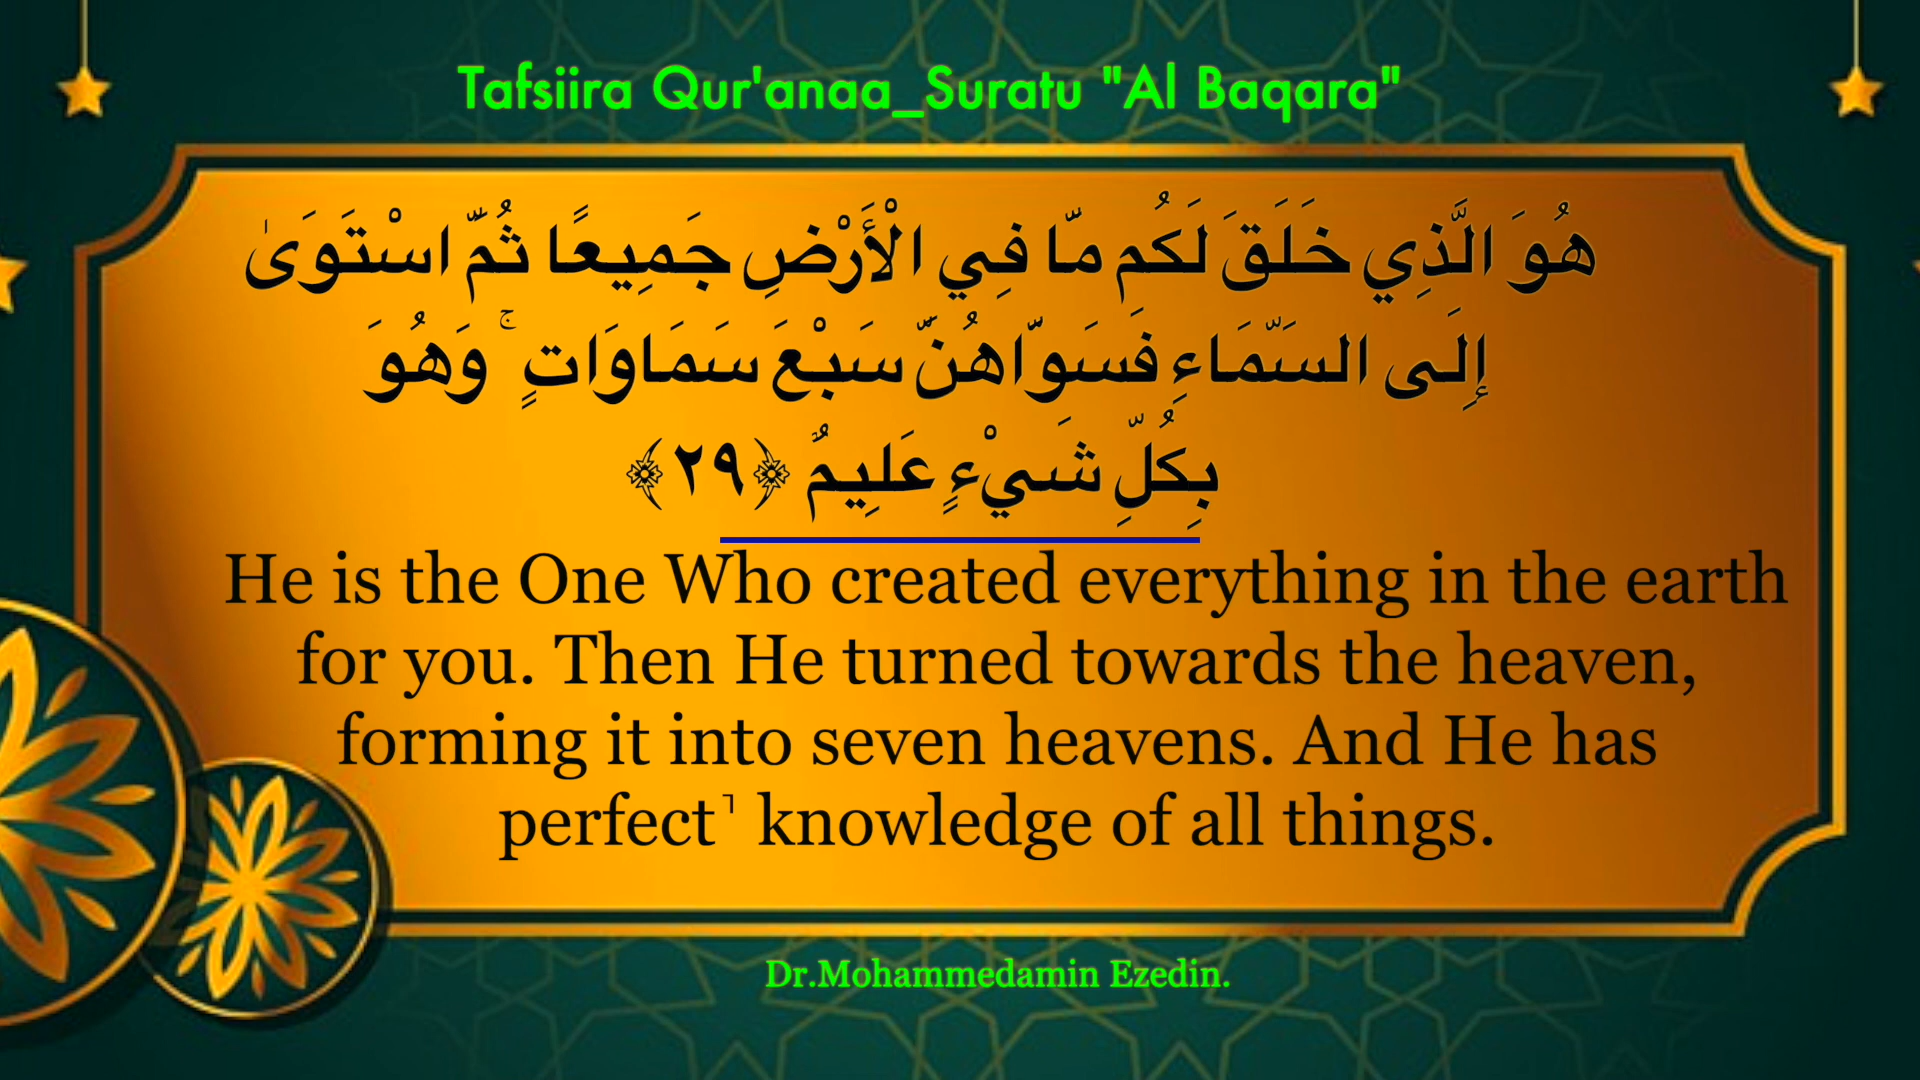 Tafsiira Qur'anaa_Suratu "Al Baqara"
هُوَ الَّذِي خَلَقَ لَكُم مَّا فِي الْأَرْضِ جَمِيعًا ثُمَّ اسْتَوَىٰ
إِلَى السَّمَاءِ فَسَوَّاهُنَّ سَبْعَ سَمَاوَاتٍ ۚ وَهُوَ
بِكُلِّ شَيْءٍ عَلِيمٌ ﴿٢٩﴾
He is the One Who created everything in the earth
for you. Then He turned towards the heaven,
forming it into seven heavens. And He has
perfect˺ knowledge of all things.
Dr.Mohammedamin Ezedin.